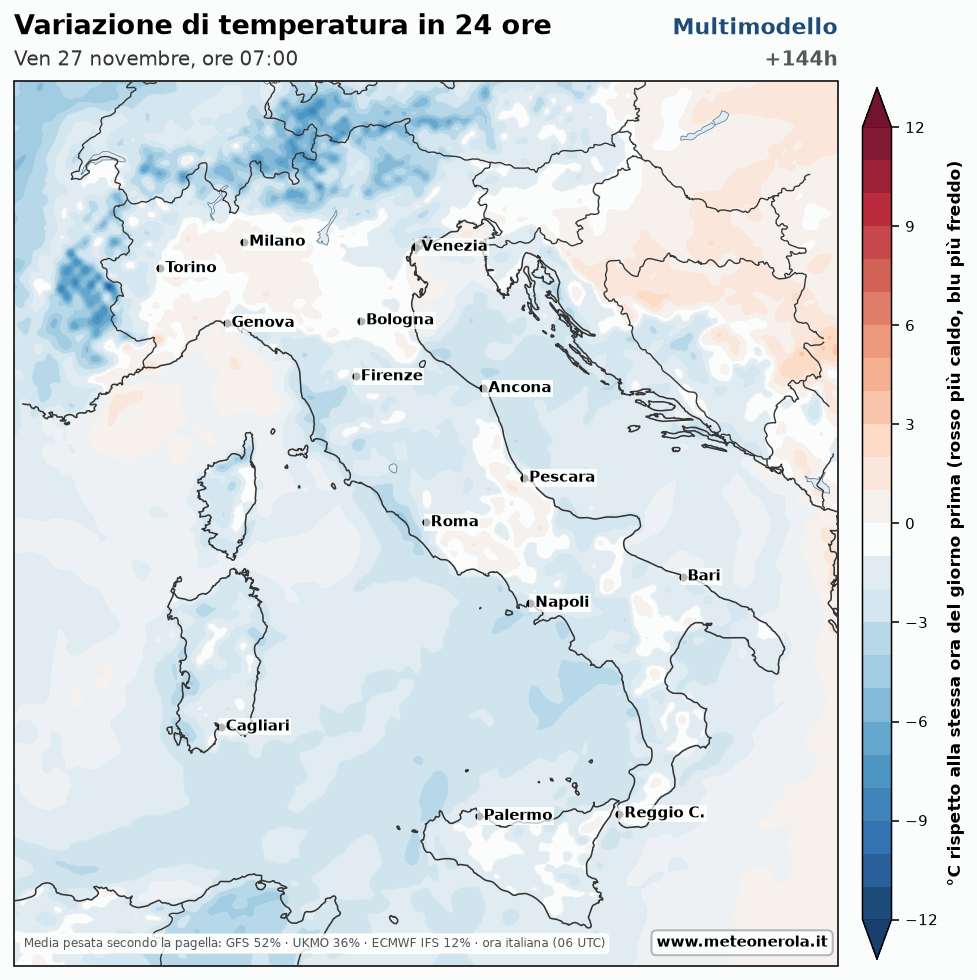 Variazione di temperatura in 24 ore
Multimodello
Ven 27 novembre, ore 07:00
+144h
Milano
Venezia
Torino
Genova
Bologna
Firenze
Ancona
Pescara
Roma
Bari
Napoli
Cagliari
Palermo
Reggio C.
12
9
6
3
0
−3
−6
−9
−12
°C rispetto alla stessa ora del giorno prima (rosso più caldo, blu più freddo)
Media pesata secondo la pagella: GFS 52% · UKMO 36% · ECMWF IFS 12% · ora italiana (06 UTC)
www.meteonerola.it